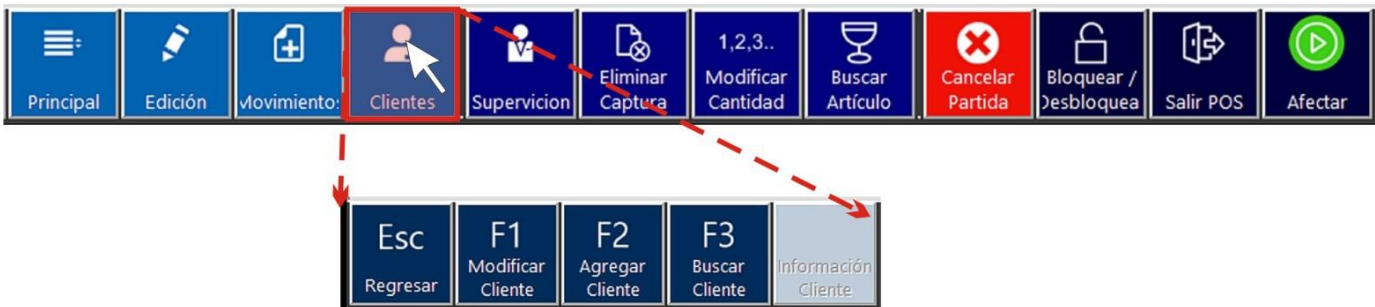 Principal
Edición
Movimientos
Clientes
Supervicion
Eliminar
Captura
1,2,3..
Modificar
Cantidad
Buscar
Artículo
Cancelar
Partida
Bloquear /
Desbloquea
Salir POS
Afectar
Esc
Regresar
F1
Modificar
Cliente
F2
Agregar
Cliente
F3
Buscar
Cliente
Información
Cliente